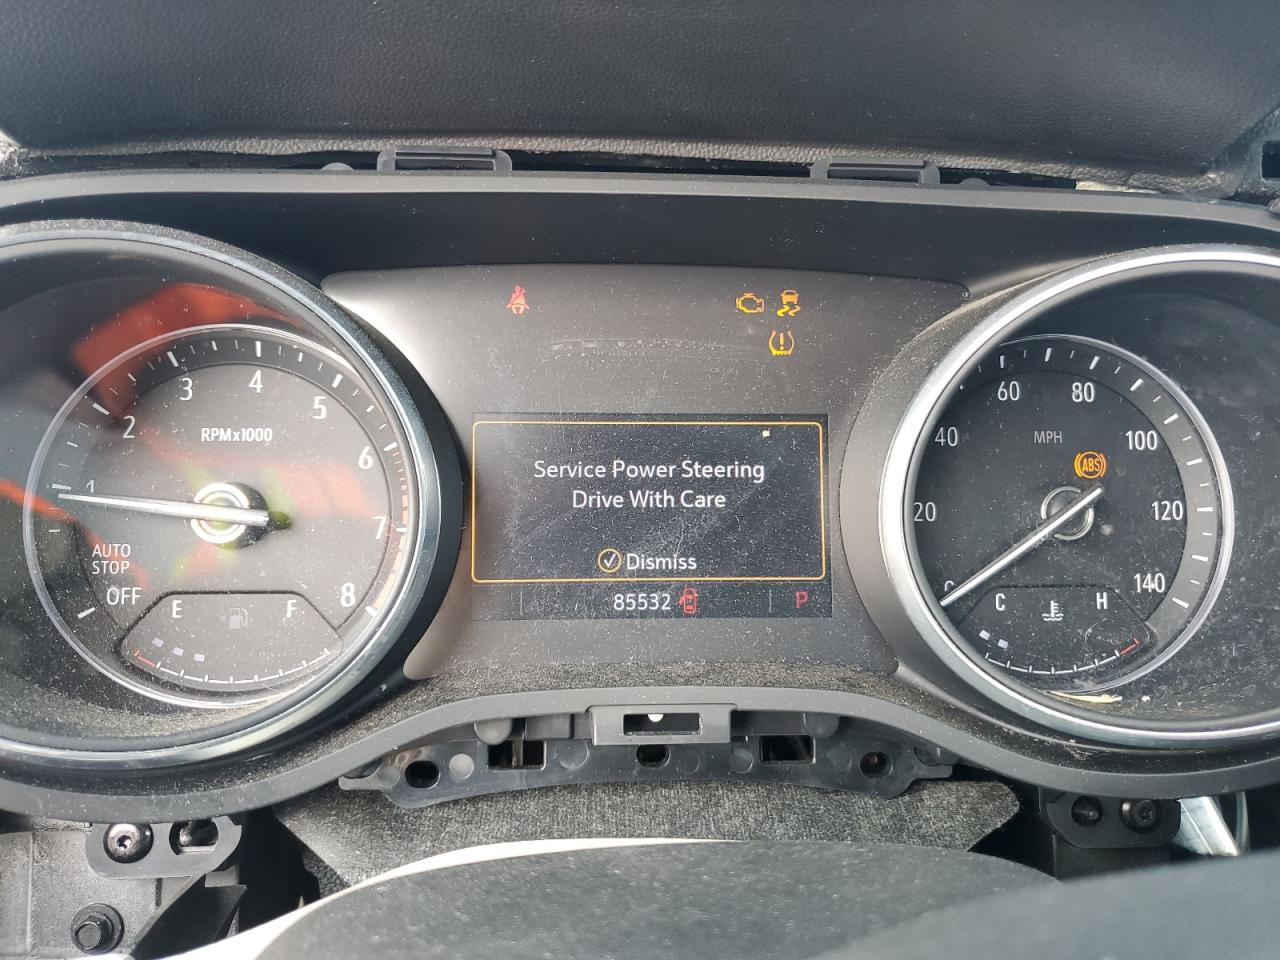 1
2
3
4
5
6
7
8
RPMx1000
AUTO
STOP
OFF
E
F
Service Power Steering
Drive With Care
Dismiss
85532
P
0
20
40
60
80
100
120
140
MPH
ABS
C
H